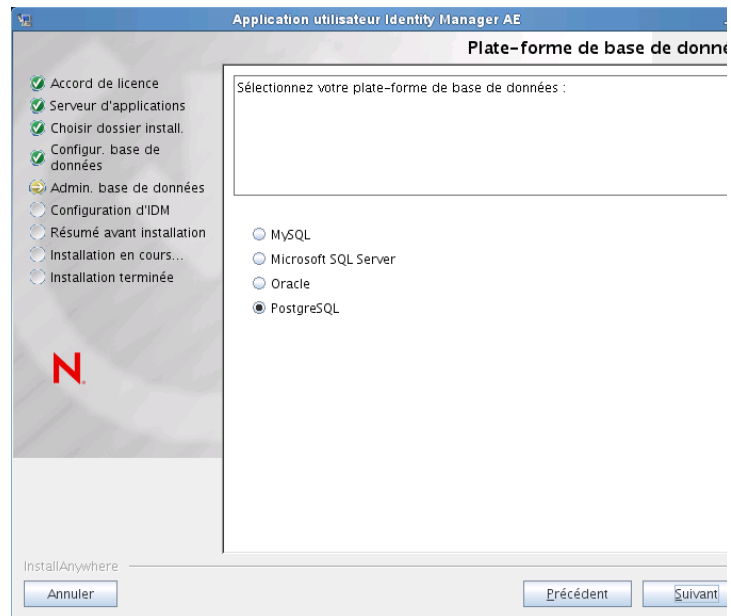 Application utilisateur Identity Manager AE
Plate-forme de base de donné
Accord de licence
Serveur d'applications
Choisir dossier install.
Configur. base de
données
Admin. base de données
Configuration d'IDM
Résumé avant installation
Installation en cours...
Installation terminée
N.
Sélectionnez votre plate-forme de base de données :
MySQL
Microsoft SQL Server
Oracle
PostgreSQL
InstallAnywhere
Annuler
Précédent
Suivant